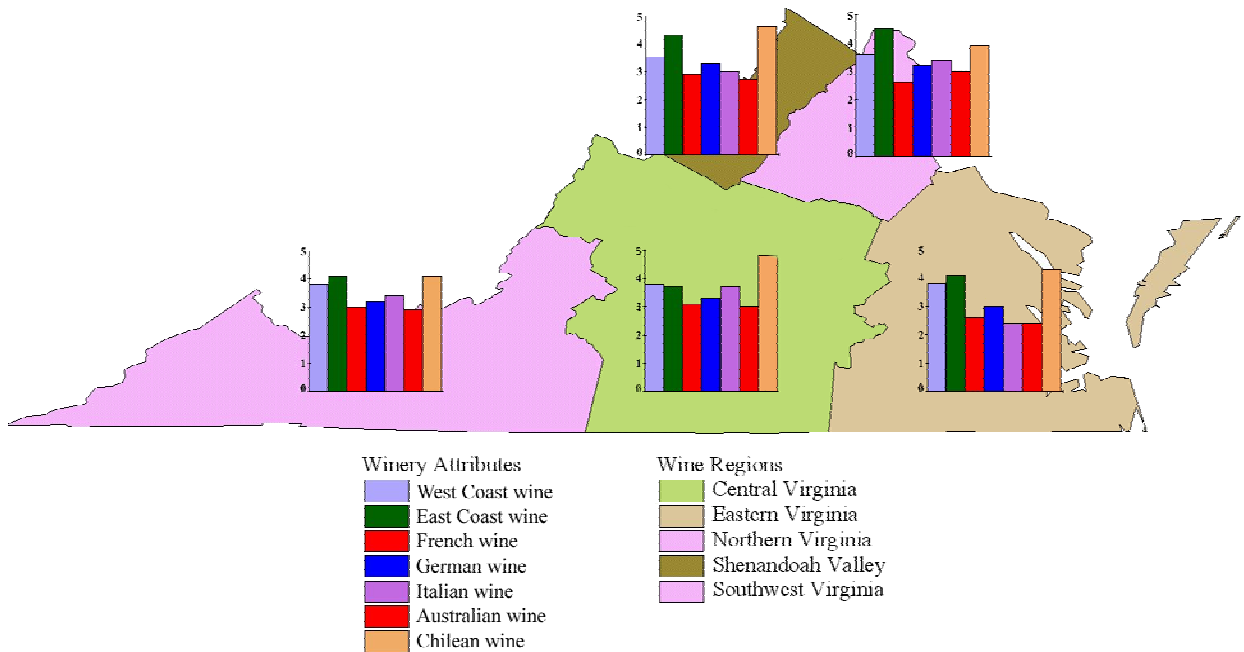 5
4
3
2
1
0
5
4
3
2
1
0
5
4
3
2
1
0
5
4
3
2
1
0
5
4
3
2
1
0
Winery Attributes
West Coast wine
East Coast wine
French wine
German wine
Italian wine
Australian wine
Chilean wine
Wine Regions
Central Virginia
Eastern Virginia
Northern Virginia
Shenandoah Valley
Southwest Virginia